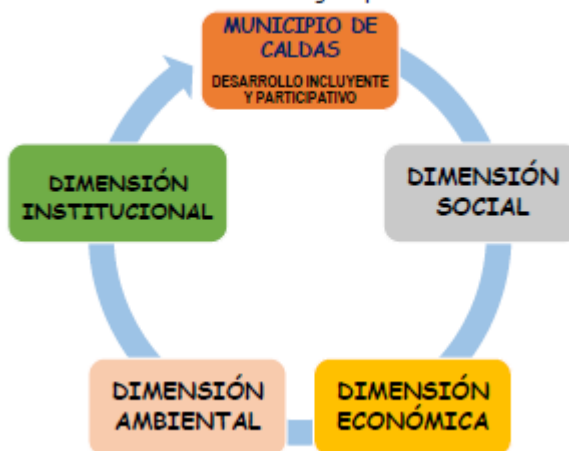 MUNICIPIO DE
CALDAS
DESARROLLO INCLUYENTE
Y PARTICIPATIVO
DIMENSIÓN
SOCIAL
DIMENSIÓN
ECONÓMICA
DIMENSIÓN
AMBIENTAL
DIMENSIÓN
INSTITUCIONAL